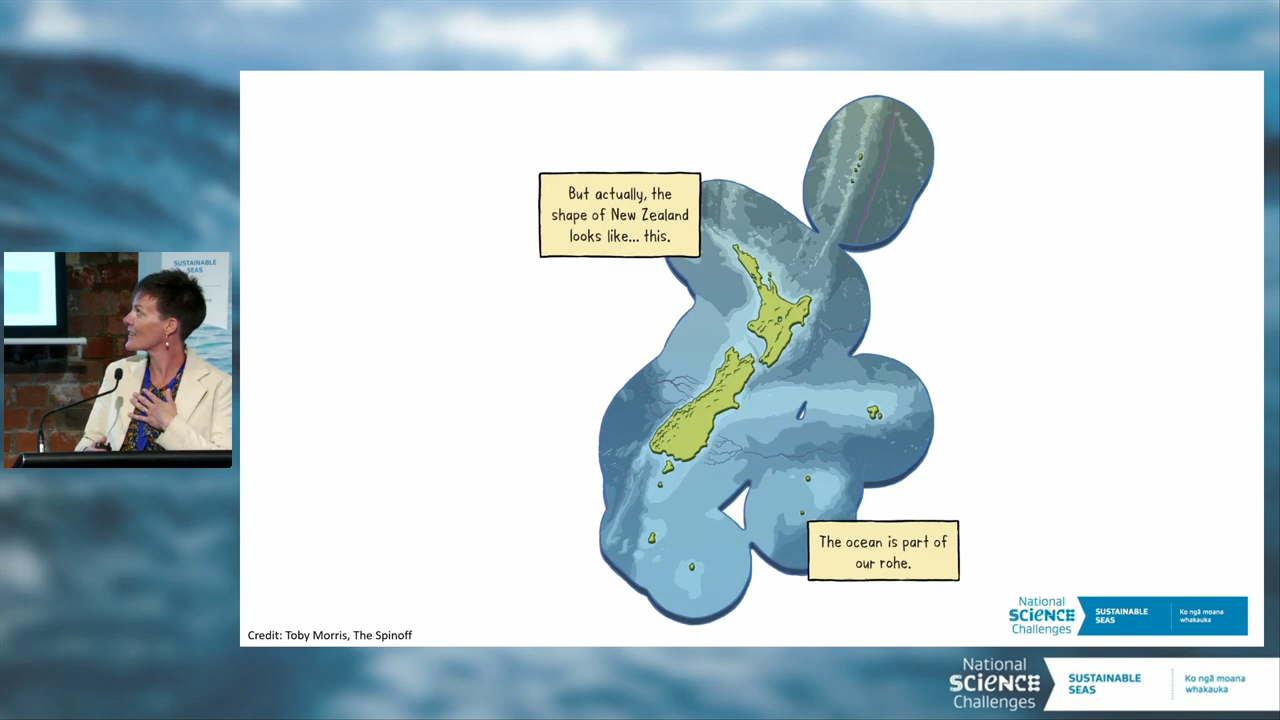 But actually, the
shape of New Zealand
looks like... this.
The ocean is part of
our rohe.
Credit: Toby Morris, The Spinoff
National
SCIENCE
Challenges
SUSTAINABLE
SEAS
Ko ngā moana
whakauka
SUSTAINABLE
SEAS
National
SCIENCE
Challenges
SUSTAINABLE
SEAS
Ko ngā moana
whakauka